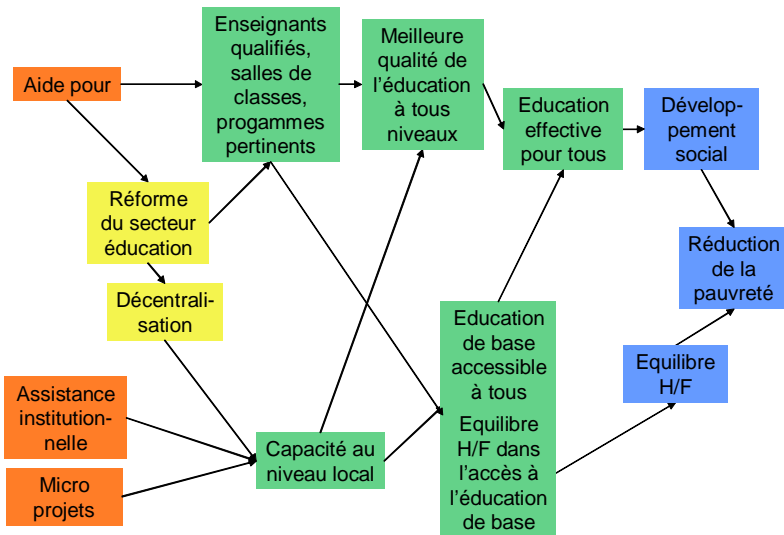 Enseignants
qualifiés,
salles de
classes,
progammes
pertinents
Meilleure
qualité de
l'éducation
à tous
niveaux
Aide pour
Education
effective
pour tous
Dévelop-
pement
social
Réforme
du secteur
éducation
Réduction
de la
pauvreté
Décentrali-
sation
Education
de base
accessible
à tous
Equilibre
H/F dans
l'accès à
l'éducation
de base
Equilibre
H/F
Assistance
institution-
nelle
Capacité au
niveau local
Micro
projets